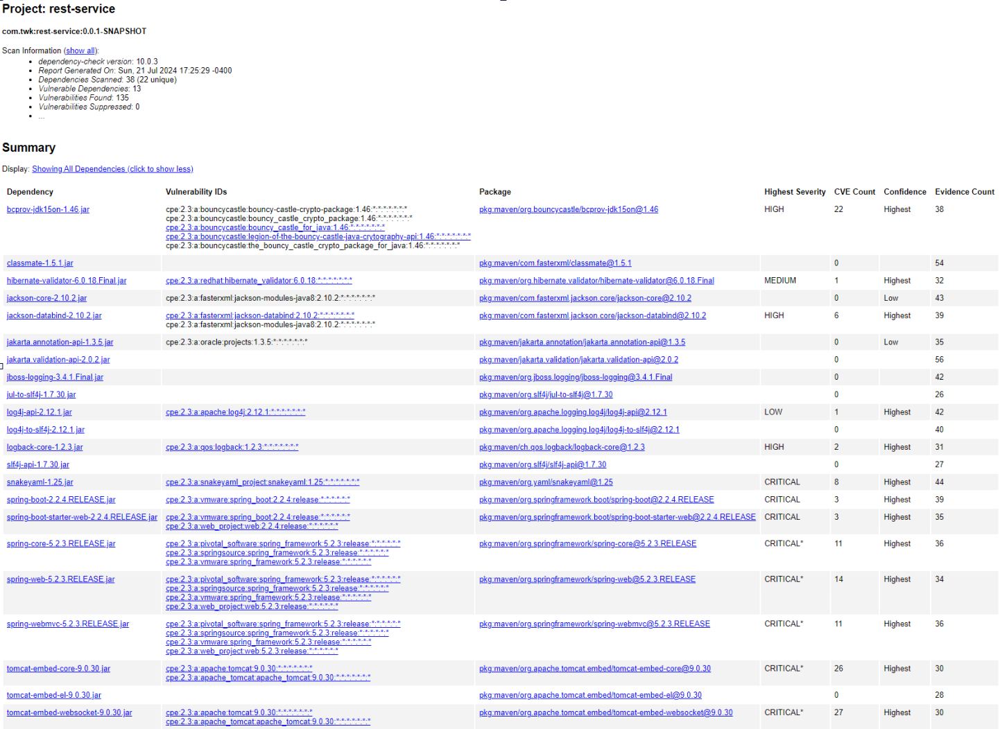 Project: rest-service
com.twk:rest-service:0.0.1-SNAPSHOT
Scan Information (show all):
• dependency-check version: 10.0.3
• Report Generated On: Sun, 21 Jul 2024 17:25:29 -0400
• Dependencies Scanned: 38 (22 unique)
• Vulnerable Dependencies: 13
• Vulnerabilities Found: 135
• Vulnerabilities Suppressed: 0
• ...
Summary
Display: Showing All Dependencies (click to show less)
Dependency Vulnerability IDs Package Highest Severity CVE Count Confidence Evidence Count
bcprov-jdk15on-1.46.jar cpe:2.3:a:bouncycastle:bouncy-castle-crypto-package:1.46:*:*:*:*:*:*:* pkg:maven/org.bouncycastle/bcprov-jdk15on@1.46 HIGH 22 Highest 38
cpe:2.3:a:bouncycastle:bouncy_castle_crypto_package:1.46:*:*:*:*:*:*:*
cpe:2.3:a:bouncycastle:bouncy_castle_for_java:1.46:*:*:*:*:*:*:*
cpe:2.3:a:bouncycastle:legion-of-the-bouncy-castle-java-crytography-api:1.46:*:*:*:*:*:*:*
cpe:2.3:a:bouncycastle:the_bouncy_castle_crypto_package_for_java:1.46:*:*:*:*:*:*:*
classmate-1.5.1.jar pkg:maven/com.fasterxml/classmate@1.5.1 0 54
hibernate-validator-6.0.18.Final.jar cpe:2.3:a:redhat:hibernate_validator:6.0.18:*:*:*:*:*:*:* pkg:maven/org.hibernate.validator/hibernate-validator@6.0.18.Final MEDIUM 1 Highest 32
jackson-core-2.10.2.jar cpe:2.3:a:fasterxml:jackson-modules-java8:2.10.2:*:*:*:*:*:*:* pkg:maven/com.fasterxml.jackson.core/jackson-core@2.10.2 0 Low 43
jackson-databind-2.10.2.jar cpe:2.3:a:fasterxml:jackson-databind:2.10.2:*:*:*:*:*:*:* pkg:maven/com.fasterxml.jackson.core/jackson-databind@2.10.2 HIGH 6 Highest 39
cpe:2.3:a:fasterxml:jackson-modules-java8:2.10.2:*:*:*:*:*:*:*
jakarta.annotation-api-1.3.5.jar cpe:2.3:a:oracle:projects:1.3.5:*:*:*:*:*:*:* pkg:maven/jakarta.annotation/jakarta.annotation-api@1.3.5 0 Low 35
jakarta.validation-api-2.0.2.jar pkg:maven/jakarta.validation/jakarta.validation-api@2.0.2 0 56
jboss-logging-3.4.1.Final.jar pkg:maven/org.jboss.logging/jboss-logging@3.4.1.Final 0 42
jul-to-slf4j-1.7.30.jar pkg:maven/org.slf4j/jul-to-slf4j@1.7.30 0 26
log4j-api-2.12.1.jar cpe:2.3:a:apache:log4j:2.12.1:*:*:*:*:*:*:* pkg:maven/org.apache.logging.log4j/log4j-api@2.12.1 LOW 1 Highest 42
log4j-to-slf4j-2.12.1.jar pkg:maven/org.apache.logging.log4j/log4j-to-slf4j@2.12.1 0 40
logback-core-1.2.3.jar cpe:2.3:a:qos:logback:1.2.3:*:*:*:*:*:*:* pkg:maven/ch.qos.logback/logback-core@1.2.3 HIGH 2 Highest 31
slf4j-api-1.7.30.jar pkg:maven/org.slf4j/slf4j-api@1.7.30 0 27
snakeyaml-1.25.jar cpe:2.3:a:snakeyaml_project:snakeyaml:1.25:*:*:*:*:*:*:* pkg:maven/org.yaml/snakeyaml@1.25 CRITICAL 8 Highest 44
spring-boot-2.2.4.RELEASE.jar cpe:2.3:a:vmware:spring_boot:2.2.4:release:*:*:*:*:*:* pkg:maven/org.springframework.boot/spring-boot@2.2.4.RELEASE CRITICAL 3 Highest 39
spring-boot-starter-web-2.2.4.RELEASE.jar cpe:2.3:a:vmware:spring_boot:2.2.4:release:*:*:*:*:*:* pkg:maven/org.springframework.boot/spring-boot-starter-web@2.2.4.RELEASE CRITICAL 3 Highest 35
cpe:2.3:a:web_project:web:2.2.4:release:*:*:*:*:*:*
spring-core-5.2.3.RELEASE.jar cpe:2.3:a:pivotal_software:spring_framework:5.2.3:release:*:*:*:*:*:* pkg:maven/org.springframework/spring-core@5.2.3.RELEASE CRITICAL* 11 Highest 36
cpe:2.3:a:springsource:spring_framework:5.2.3:release:*:*:*:*:*:*
cpe:2.3:a:vmware:spring_framework:5.2.3:release:*:*:*:*:*:*
spring-web-5.2.3.RELEASE.jar cpe:2.3:a:pivotal_software:spring_framework:5.2.3:release:*:*:*:*:*:* pkg:maven/org.springframework/spring-web@5.2.3.RELEASE CRITICAL* 14 Highest 34
cpe:2.3:a:springsource:spring_framework:5.2.3:release:*:*:*:*:*:*
cpe:2.3:a:vmware:spring_framework:5.2.3:release:*:*:*:*:*:*
cpe:2.3:a:web_project:web:5.2.3:release:*:*:*:*:*:*
spring-webmvc-5.2.3.RELEASE.jar cpe:2.3:a:pivotal_software:spring_framework:5.2.3:release:*:*:*:*:*:* pkg:maven/org.springframework/spring-webmvc@5.2.3.RELEASE CRITICAL* 11 Highest 36
cpe:2.3:a:springsource:spring_framework:5.2.3:release:*:*:*:*:*:*
cpe:2.3:a:vmware:spring_framework:5.2.3:release:*:*:*:*:*:*
cpe:2.3:a:web_project:web:5.2.3:release:*:*:*:*:*:*
tomcat-embed-core-9.0.30.jar cpe:2.3:a:apache:tomcat:9.0.30:*:*:*:*:*:*:* pkg:maven/org.apache.tomcat.embed/tomcat-embed-core@9.0.30 CRITICAL* 26 Highest 30
cpe:2.3:a:apache_tomcat:apache_tomcat:9.0.30:*:*:*:*:*:*:*
tomcat-embed-el-9.0.30.jar pkg:maven/org.apache.tomcat.embed/tomcat-embed-el@9.0.30 0 28
tomcat-embed-websocket-9.0.30.jar cpe:2.3:a:apache:tomcat:9.0.30:*:*:*:*:*:*:* pkg:maven/org.apache.tomcat.embed/tomcat-embed-websocket@9.0.30 CRITICAL* 27 Highest 30
cpe:2.3:a:apache_tomcat:apache_tomcat:9.0.30:*:*:*:*:*:*:*